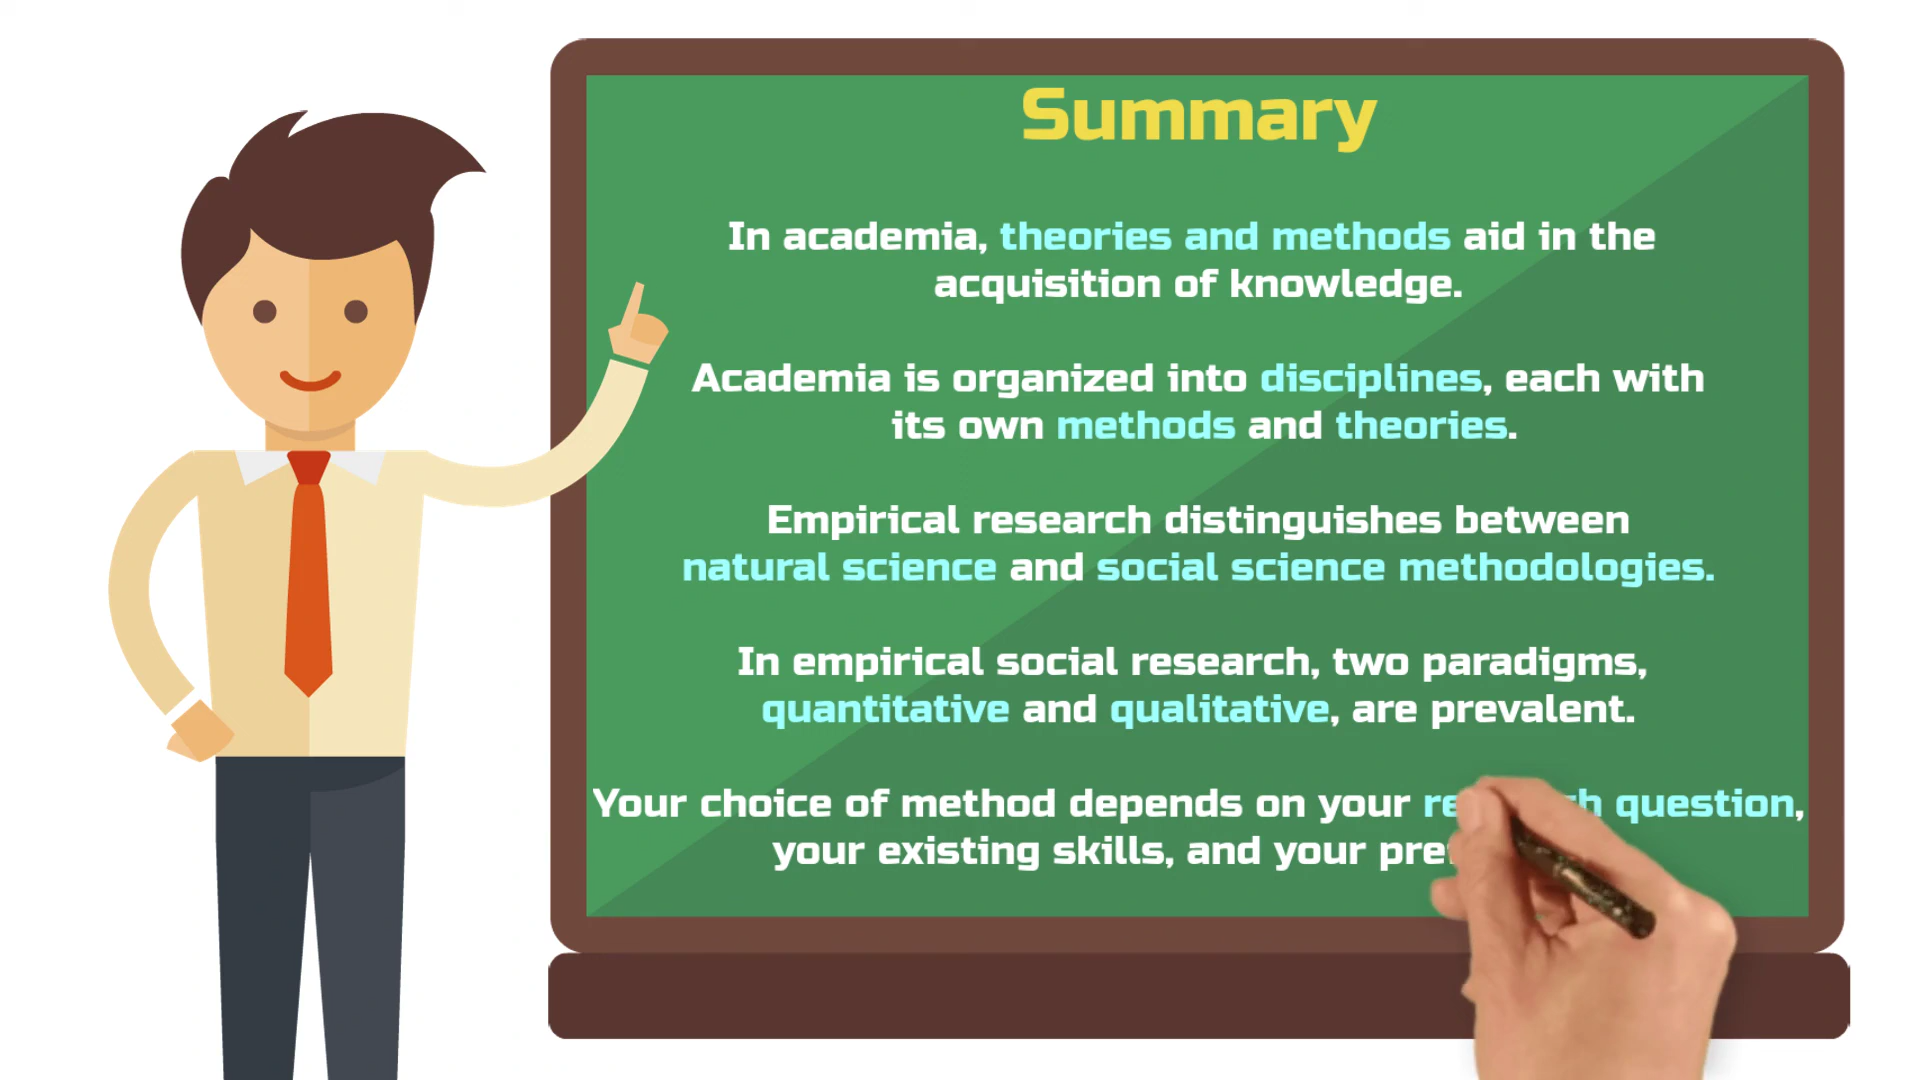 Summary
In academia, theories and methods aid in the
acquisition of knowledge.
Academia is organized into disciplines, each with
its own methods and theories.
Empirical research distinguishes between
natural science and social science methodologies.
In empirical social research, two paradigms,
quantitative and qualitative, are prevalent.
Your choice of method depends on your question,
your existing skills, and your